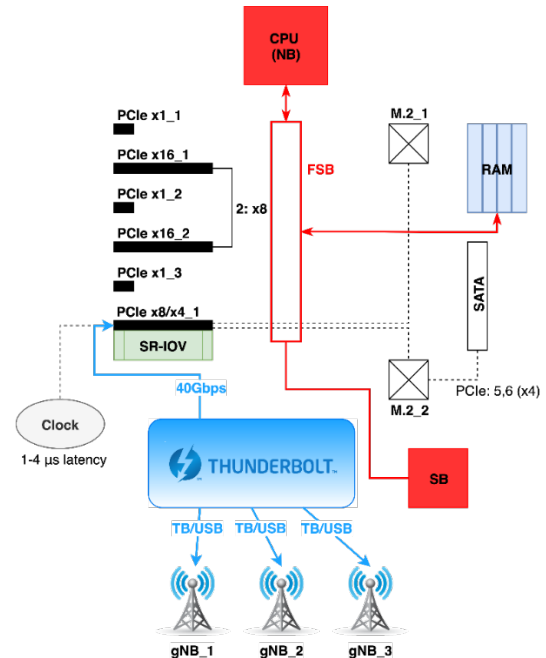 CPU
(NB)
PCIe x1_1
M.2_1
PCIe x16_1
FSB
RAM
PCIe x1_2
2: x8
PCIe x16_2
PCIe x1_3
SATA
PCIe x8/x4_1
SR-IOV
40Gbps
PCIe: 5,6 (x4)
M.2_2
Clock
1-4 µs latency
THUNDERBOLT™
SB
TB/USB
TB/USB
TB/USB
gNB_1
gNB_2
gNB_3